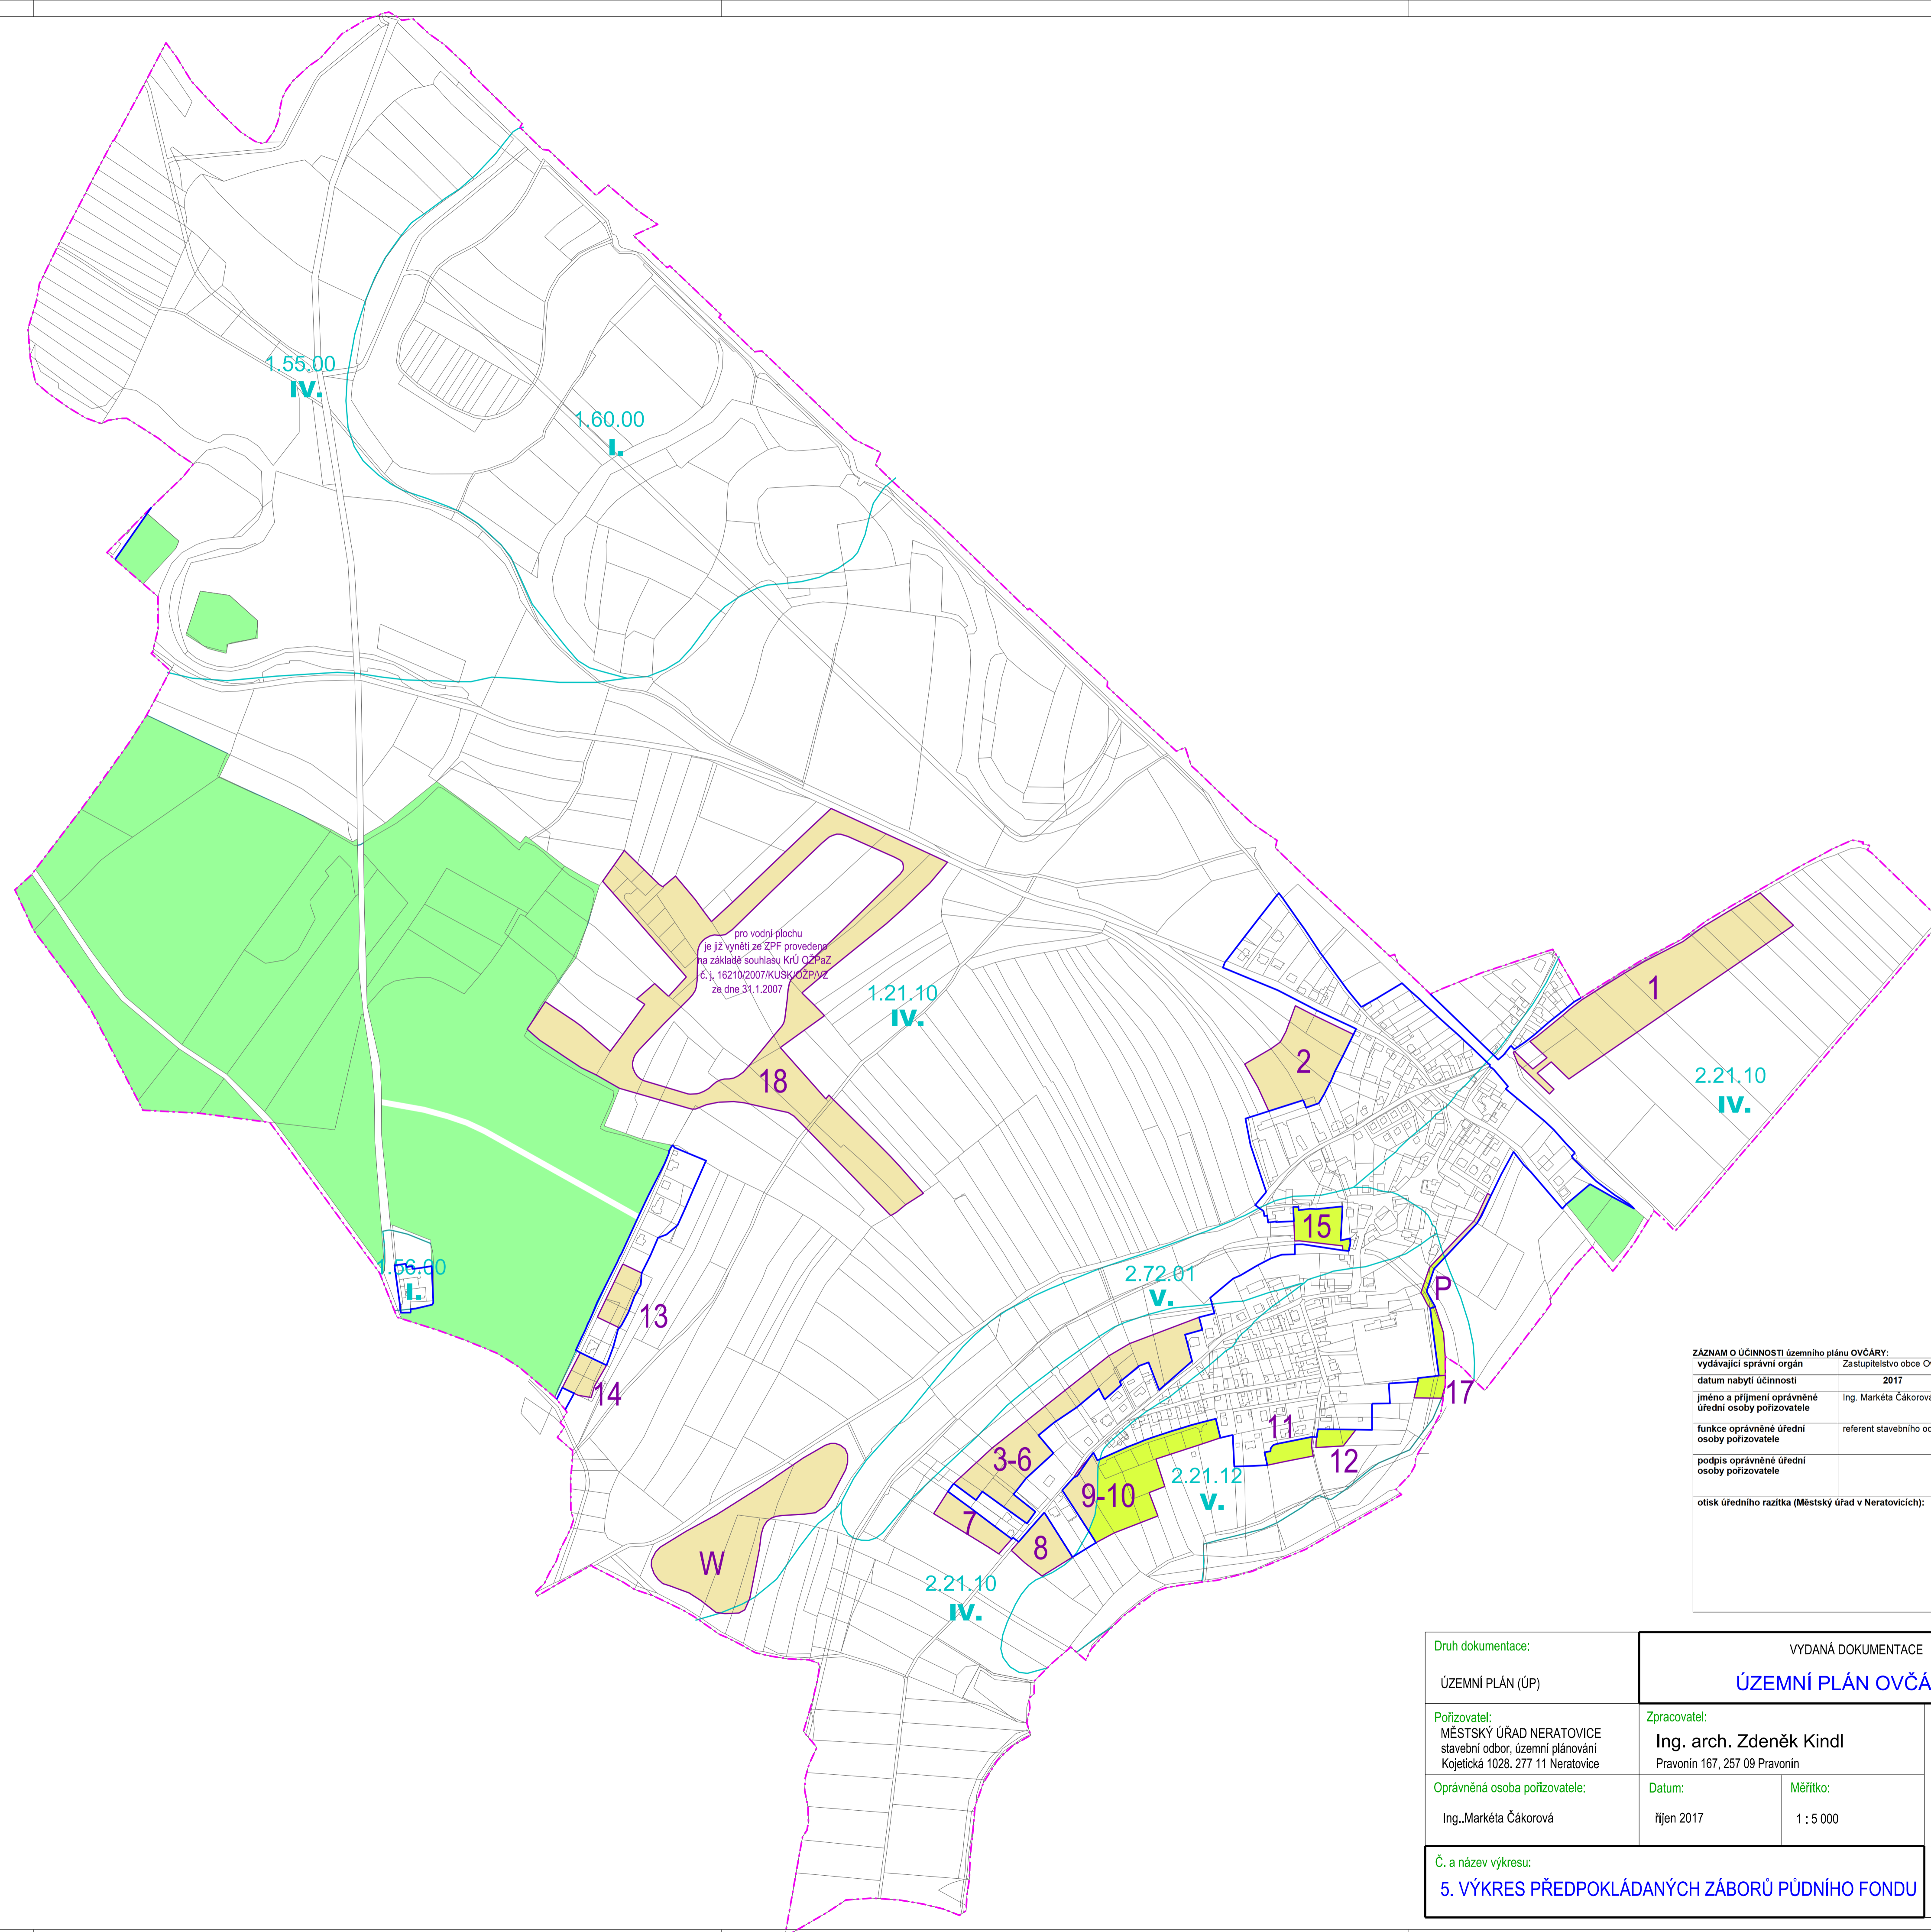 1.55.00
IV.
1.60.00
I.
pro vodní plochu
je již vynětí ze ZPF provedeno
na základě souhlasu KrÚ OŽPaZ
č. j. 16210/2007/KUSK/OŽP/VZ
ze dne 31.1.2007
1.21.10
IV.
1
2
18
2.21.10
IV.
15
1.56.00
I.
2.72.01
V.
P
13
14
17
3-6
11
12
9-10
2.21.12
V.
7
8
W
2.21.10
IV.
ZÁZNAM O ÚČINNOSTI územního plánu OVČÁRY:
vydávající správní orgán Zastupitelstvo obce
datum nabytí účinnosti 2017
jméno a příjmení oprávněné
úřední osoby pořizovatele
Ing. Markéta Čákorová
funkce oprávněné úřední
osoby pořizovatele
referent stavebního
podpis oprávněné úřední
osoby pořizovatele
otisk úředního razítka (Městský úřad v Neratovicích):
Druh dokumentace:
ÚZEMNÍ PLÁN (ÚP)
VYDANÁ DOKUMENTACE
ÚZEMNÍ PLÁN OVČÁ
Pořizovatel:
MĚSTSKÝ ÚŘAD NERATOVICE
stavební odbor, územní plánování
Kojetická 1028. 277 11 Neratovice
Zpracovatel:
Ing. arch. Zdeněk Kindl
Pravonín 167, 257 09 Pravonín
Oprávněná osoba pořizovatele:
Ing..Markéta Čákorová
Datum:
říjen 2017
Měřítko:
1 : 5 000
Č. a název výkresu:
5. VÝKRES PŘEDPOKLÁDANÝCH ZÁBORŮ PŮDNÍHO FONDU